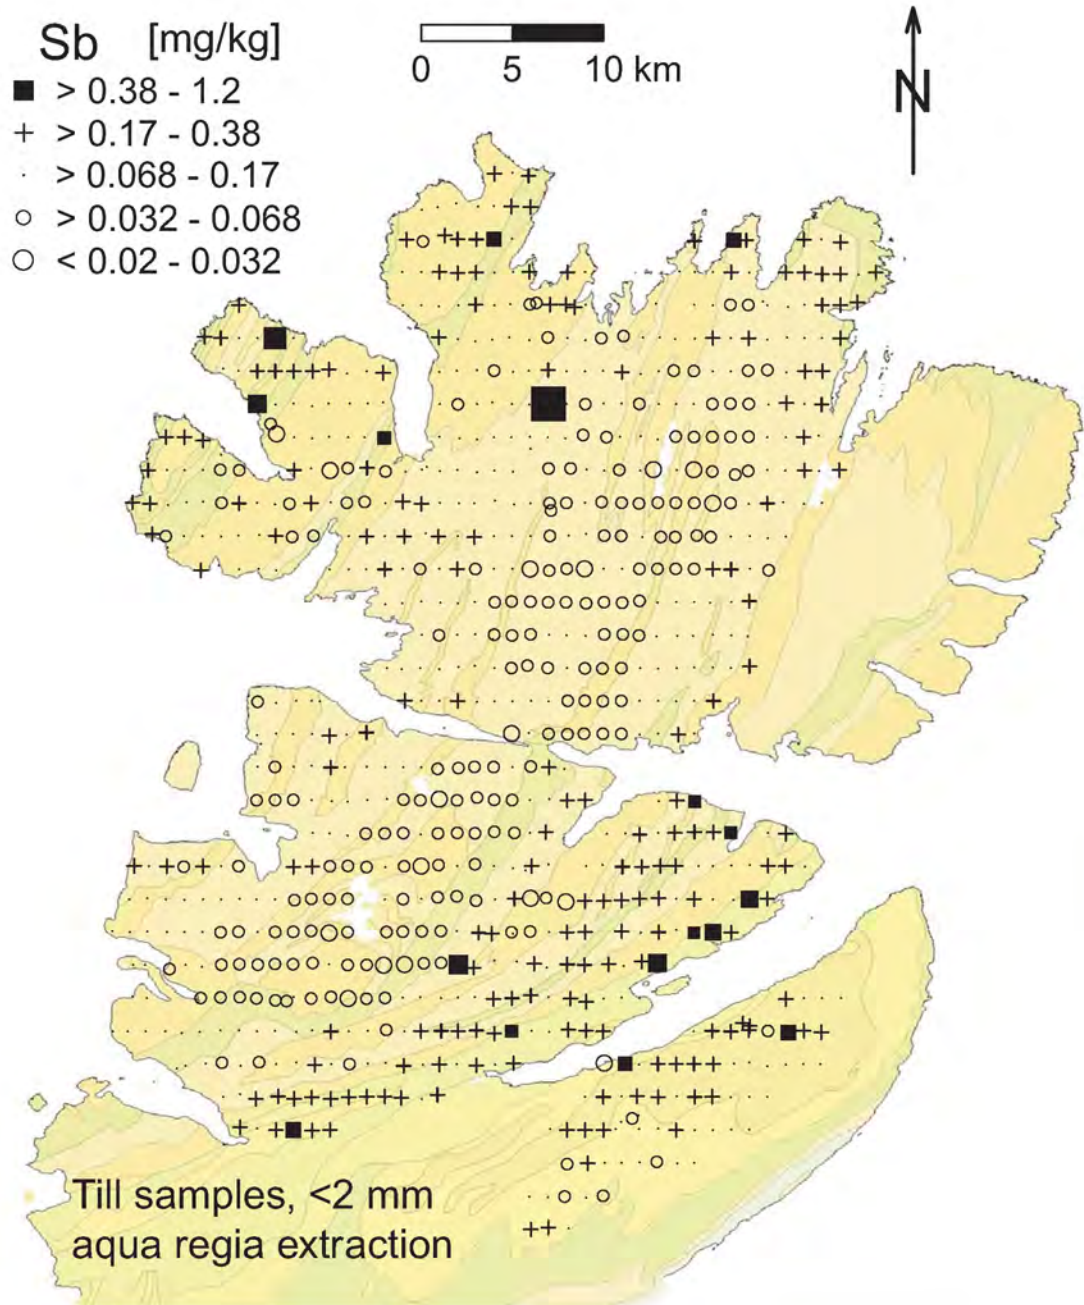 Sb [mg/kg]
> 0.38 - 1.2
> 0.17 - 0.38
> 0.068 - 0.17
> 0.032 - 0.068
< 0.02 - 0.032
0 5 10 km
N
Till samples, <2 mm
aqua regia extraction